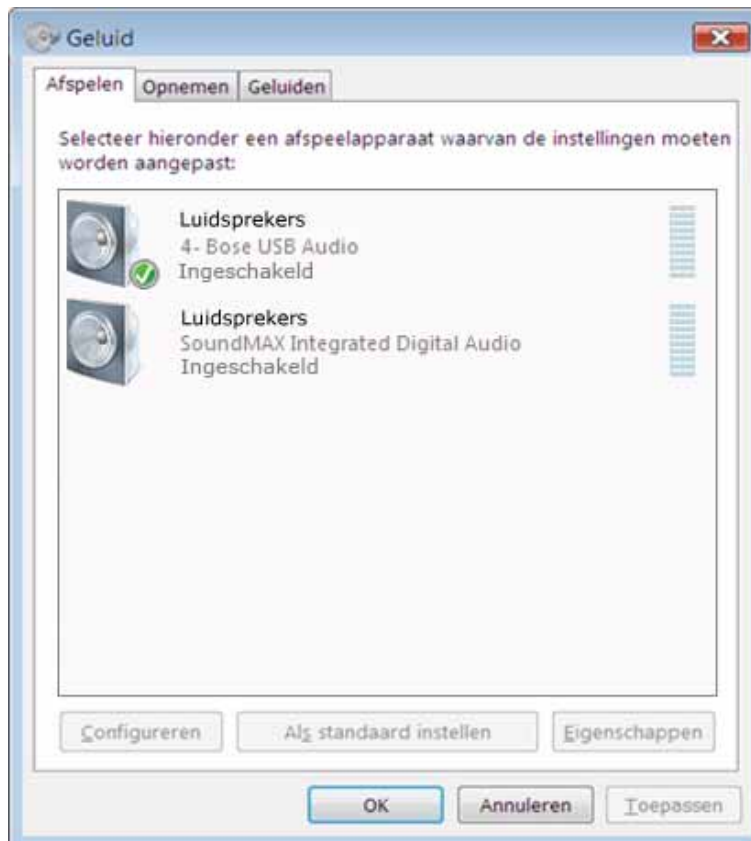 Geluid
Afspelen Opnemen Geluiden
Selecteer hieronder een afspeelapparaat waarvan de instellingen moeten
worden aangepast:
Luidsprekers
4- Bose USB Audio
Ingeschakeld
Luidsprekers
SoundMAX Integrated Digital Audio
Ingeschakeld
Configureren Als standaard instellen Eigenschappen
OK Annuleren Toepassen